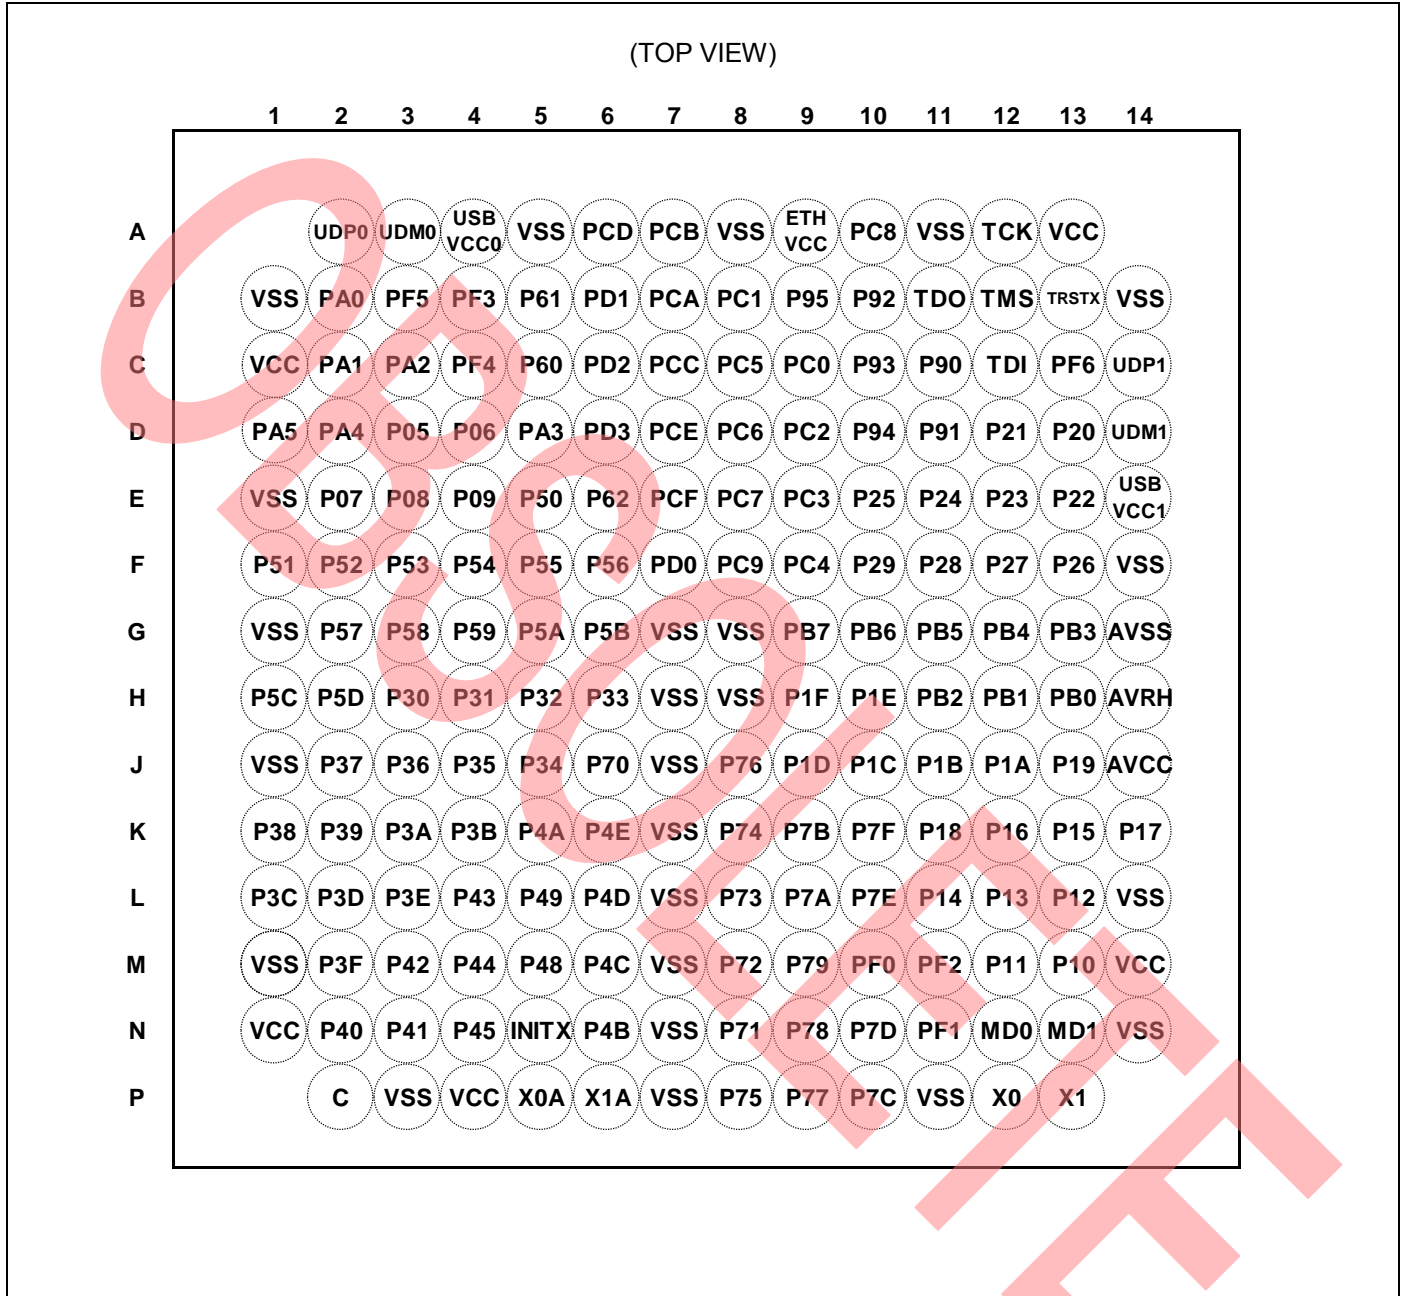 (TOP VIEW)
1 2 3 4 5 6 7 8 9 10 11 12 13 14
A UDP0 UDM0 USB VCC0 VSS PCD PCB VSS ETH VCC PC8 VSS TCK VCC
B VSS PA0 PF5 PF3 P61 PD1 PCA PC1 P95 P92 TDO TMS TRSTX VSS
C VCC PA1 PA2 PF4 P60 PD2 PCC PC5 PC0 P93 P90 TDI PF6 UDP1
D PA5 PA4 P05 P06 PA3 PD3 PCE PC6 PC2 P94 P91 P21 P20 UDM1
E VSS P07 P08 P09 P50 P62 PCF PC7 PC3 P25 P24 P23 P22 USB VCC1
F P51 P52 P53 P54 P55 P56 PD0 PC9 PC4 P29 P28 P27 P26 VSS
G VSS P57 P58 P59 P5A P5B VSS VSS PB7 PB6 PB5 PB4 PB3 AVSS
H P5C P5D P30 P31 P32 P33 VSS VSS P1F P1E PB2 PB1 PB0 AVRH
J VSS P37 P36 P35 P34 P70 VSS P76 P1D P1C P1B P1A P19 AVCC
K P38 P39 P3A P3B P4A P4E VSS P74 P7B P7F P18 P16 P15 P17
L P3C P3D P3E P43 P49 P4D VSS P73 P7A P7E P14 P13 P12 VSS
M VSS P3F P42 P44 P48 P4C VSS P72 P79 PF0 PF2 P11 P10 VCC
N VCC P40 P41 P45 INITX P4B VSS P71 P78 P7D PF1 MD0 MD1 VSS
P C VSS VCC X0A X1A VSS P75 P77 P7C VSS X0 X1
OBSOLETE